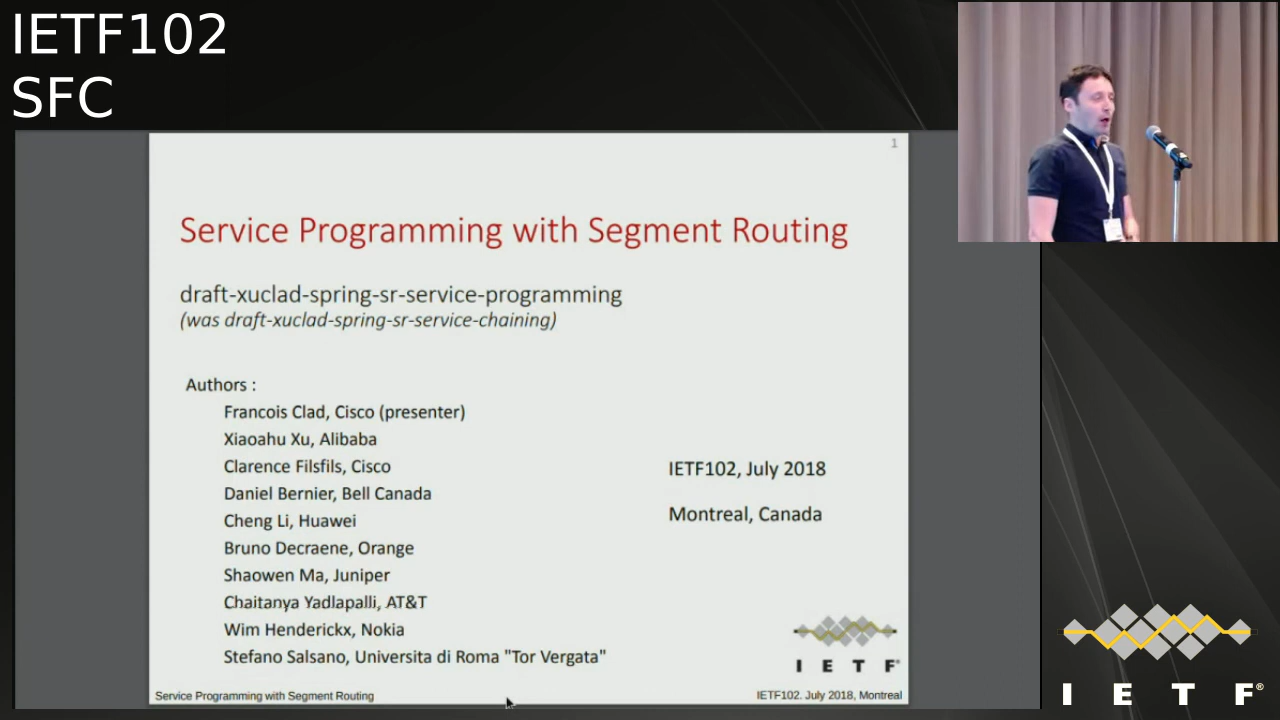 IETF102
SFC
1
Service Programming with Segment Routing
draft-xuclad-spring-sr-service-programming
(was draft-xuclad-spring-sr-service-chaining)
Authors :
Francois Clad, Cisco (presenter)
Xiaoahu Xu, Alibaba
Clarence Filsfils, Cisco
Daniel Bernier, Bell Canada
Cheng Li, Huawei
Bruno Decraene, Orange
Shaowen Ma, Juniper
Chaitanya Yadlapalli, AT&T
Wim Henderickx, Nokia
Stefano Salsano, Universita di Roma "Tor Vergata"
IETF102, July 2018
Montreal, Canada
I E T F®
Service Programming with Segment Routing
IETF102. July 2018, Montreal
I E T F®